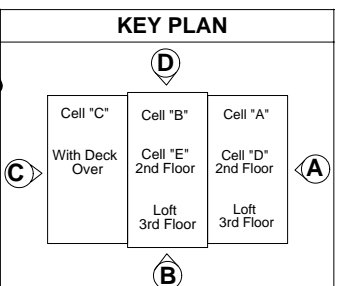 KEY PLAN
D
Cell "C"
With Deck
Over
Cell "B"
Cell "E"
2nd Floor
Loft
3rd Floor
Cell "A"
Cell "D"
2nd Floor
Loft
3rd Floor
C
A
B